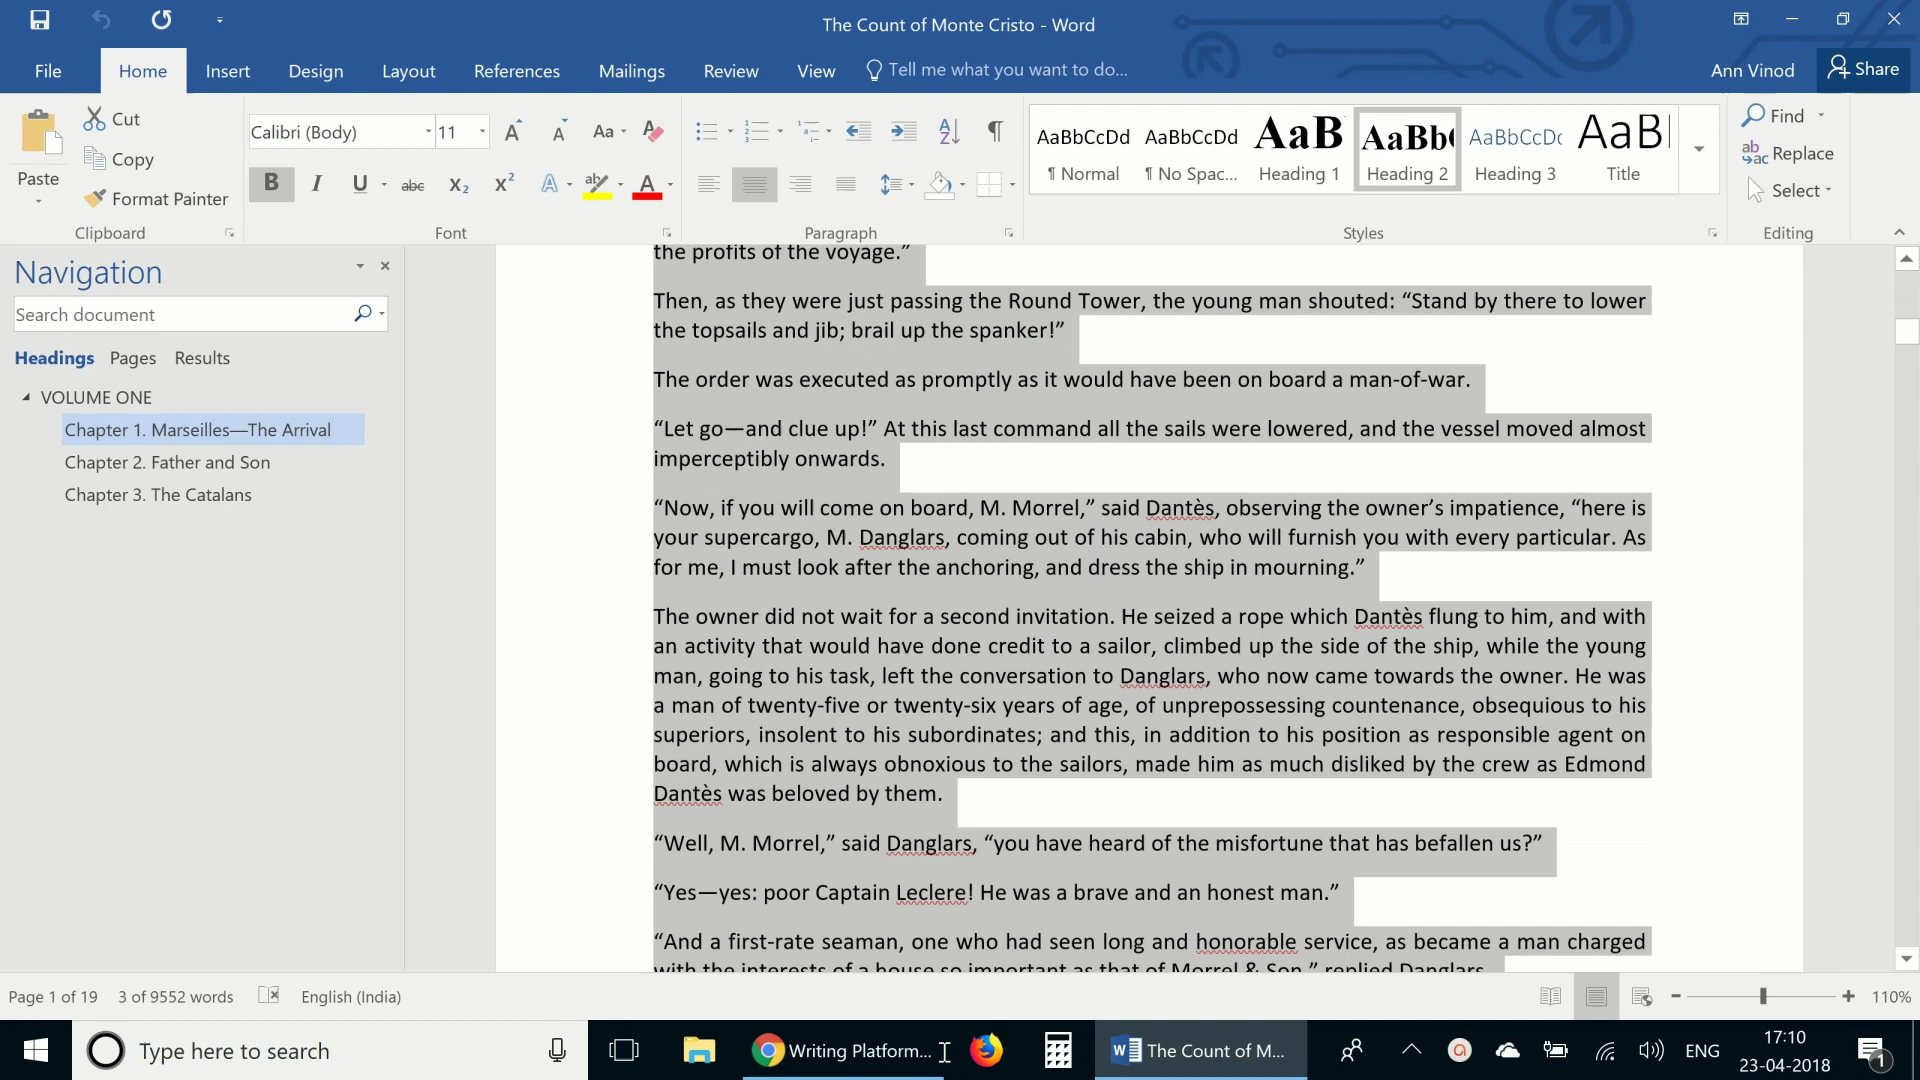 The Count of Monte Cristo - Word
File Home Insert Design Layout References Mailings Review View Tell me what you want to do... Ann Vinod Share
Paste
Cut
Copy
Format Painter
Clipboard
Calibri (Body) 11
Font
Paragraph
AaBbCcDd AaBbCcDd AaB AaBb AaBbCcDc AaB
¶ Normal ¶ No Spac... Heading 1 Heading 2 Heading 3 Title
Styles
Find
Replace
Select
Editing
Navigation
Search document
Headings Pages Results
VOLUME ONE
Chapter 1. Marseilles—The Arrival
Chapter 2. Father and Son
Chapter 3. The Catalans
the profits of the voyage.”
Then, as they were just passing the Round Tower, the young man shouted: “Stand by there to lower
the topsails and jib; brail up the spanker!”
The order was executed as promptly as it would have been on board a man-of-war.
“Let go—and clue up!” At this last command all the sails were lowered, and the vessel moved almost
imperceptibly onwards.
“Now, if you will come on board, M. Morrel,” said Dantès, observing the owner’s impatience, “here is
your supercargo, M. Danglars, coming out of his cabin, who will furnish you with every particular. As
for me, I must look after the anchoring, and dress the ship in mourning.”
The owner did not wait for a second invitation. He seized a rope which Dantès flung to him, and with
an activity that would have done credit to a sailor, climbed up the side of the ship, while the young
man, going to his task, left the conversation to Danglars, who now came towards the owner. He was
a man of twenty-five or twenty-six years of age, of unprepossessing countenance, obsequious to his
superiors, insolent to his subordinates; and this, in addition to his position as responsible agent on
board, which is always obnoxious to the sailors, made him as much disliked by the crew as Edmond
Dantès was beloved by them.
“Well, M. Morrel,” said Danglars, “you have heard of the misfortune that has befallen us?”
“Yes—yes: poor Captain Leclere! He was a brave and an honest man.”
“And a first-rate seaman, one who had seen long and honorable service, as became a man charged
with the interests of a house so important as that of Morrel & Son,” replied Danglars.
Page 1 of 19 3 of 9552 words English (India) 110%
Type here to search
Writing Platform...
The Count of M...
ENG
17:10
23-04-2018
1